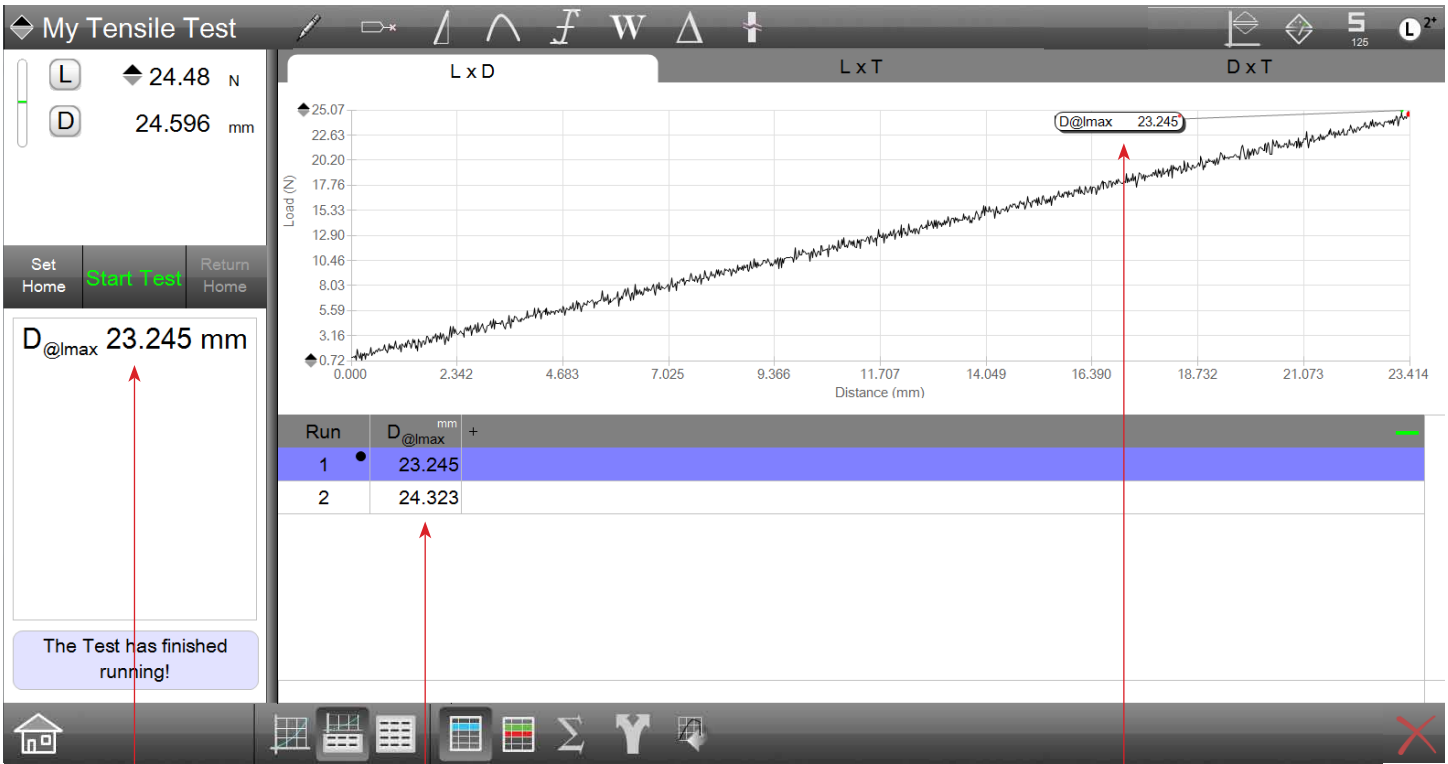 My Tensile Test
W
Δ
S
125
L 2+
L 24.48 N
D 24.596 mm
Set Home
Start Test
Return Home
D@lmax 23.245 mm
The Test has finished
running!
L x D
L x T
D x T
25.07
22.63
20.20
17.76
15.33
12.90
10.46
8.03
5.59
3.16
0.72
Load (N)
D@lmax 23.245
0.000 2.342 4.683 7.025 9.366 11.707 14.049 16.390 18.732 21.073 23.414
Distance (mm)
Run D@lmax mm +
1 23.245
2 24.323
Σ